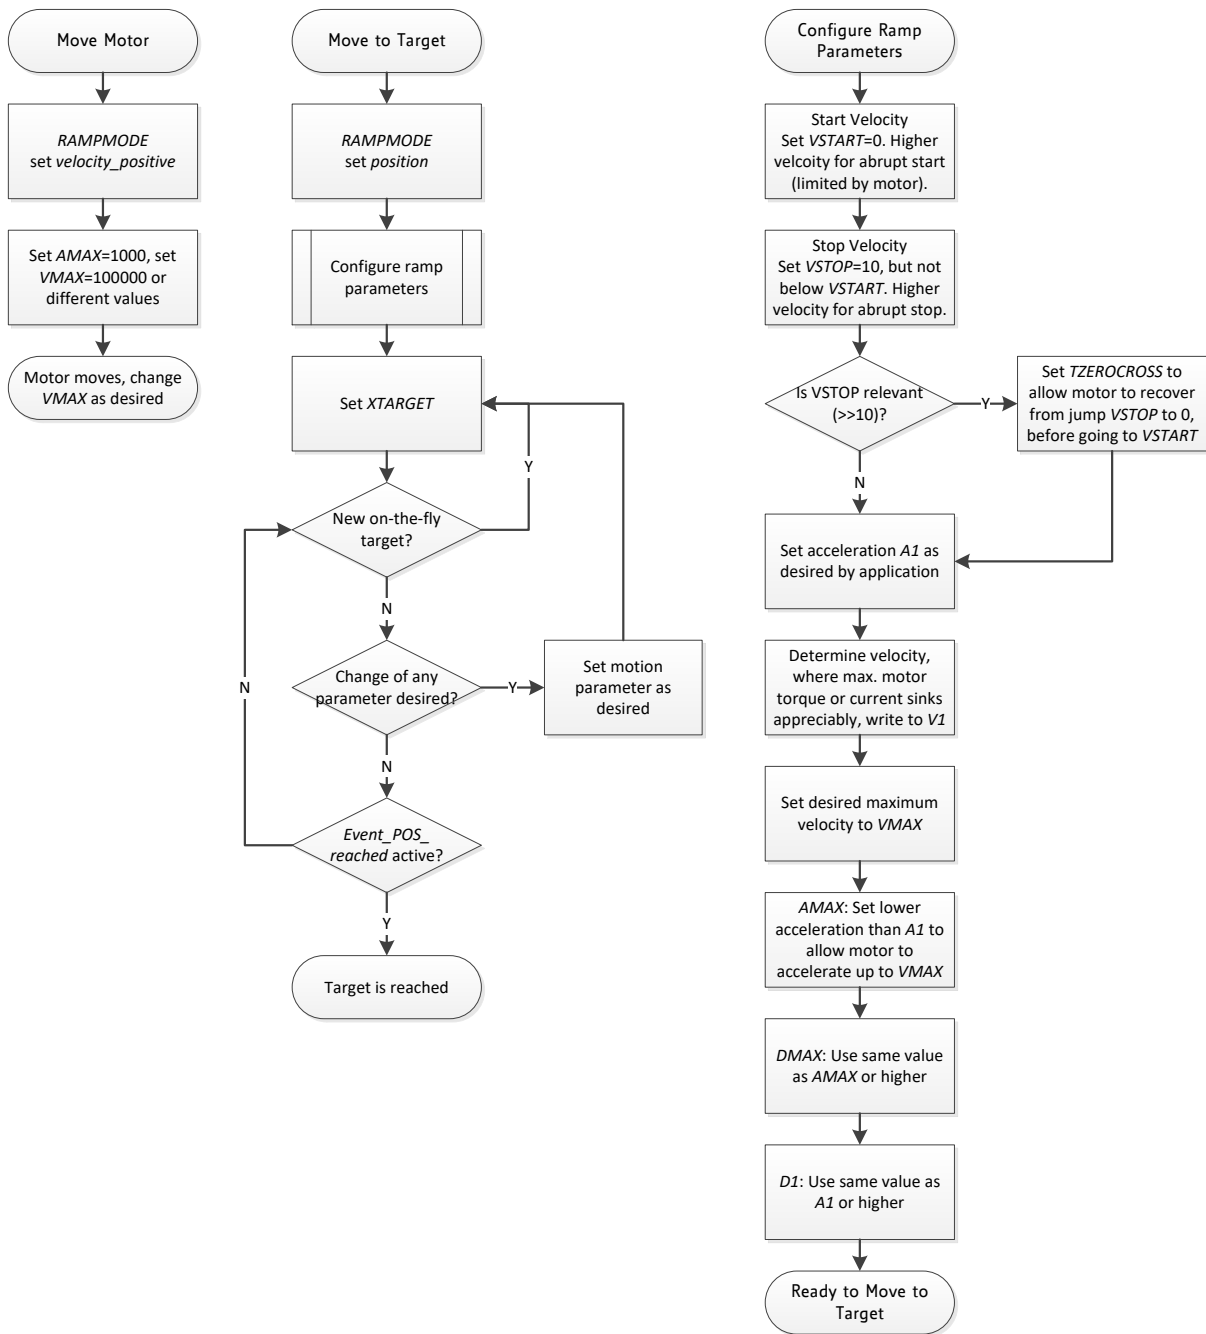 Move Motor
RAMPMODE
set velocity_positive
Set AMAX=1000, set
VMAX=100000 or
different values
Motor moves, change
VMAX as desired
Move to Target
RAMPMODE
set position
Configure ramp
parameters
Set XTARGET
New on-the-fly
target?
Y
N
Change of any
parameter desired?
Y
Set motion
parameter as
desired
N
Event_POS_
reached active?
N
Y
Target is reached
Configure Ramp
Parameters
Start Velocity
Set VSTART=0. Higher
velcoity for abrupt start
(limited by motor).
Stop Velocity
Set VSTOP=10, but not
below VSTART. Higher
velocity for abrupt stop.
Is VSTOP relevant
(>>10)?
Y
Set TZEROCROSS to
allow motor to recover
from jump VSTOP to 0,
before going to VSTART
N
Set acceleration A1 as
desired by application
Determine velocity,
where max. motor
torque or current sinks
appreciably, write to V1
Set desired maximum
velocity to VMAX
AMAX: Set lower
acceleration than A1 to
allow motor to
accelerate up to VMAX
DMAX: Use same value
as AMAX or higher
D1: Use same value as
A1 or higher
Ready to Move to
Target